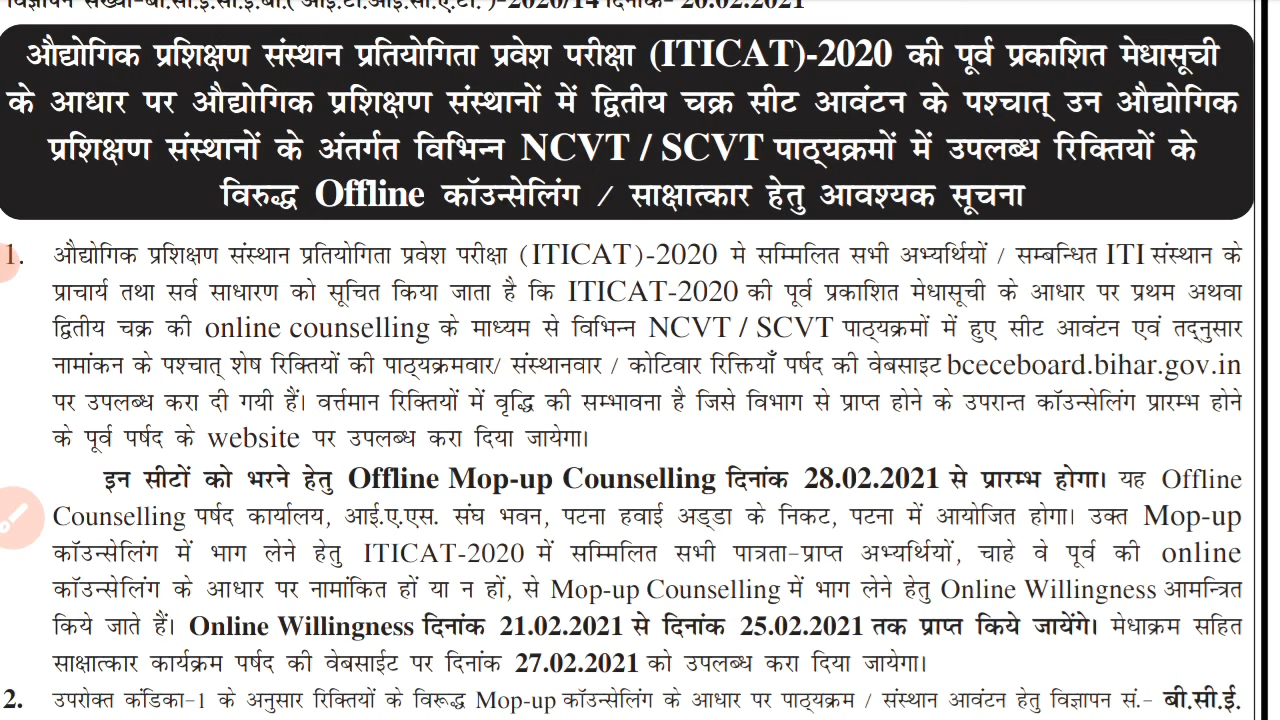 विज्ञापन संख्या-बी.सी.ई.सी.ई.बी.( आई.टी.आई.सी.ए.टी. )-2020/14 दिनांक- 20.02.2021
औद्योगिक प्रशिक्षण संस्थान प्रतियोगिता प्रवेश परीक्षा (ITICAT)-2020 की पूर्व प्रकाशित मेधासूची
के आधार पर औद्योगिक प्रशिक्षण संस्थानों में द्वितीय चक्र सीट आवंटन के पश्चात् उन औद्योगिक
प्रशिक्षण संस्थानों के अंतर्गत विभिन्न NCVT / SCVT पाठ्यक्रमों में उपलब्ध रिक्तियों के
विरुद्ध Offline कॉउन्सेलिंग / साक्षात्कार हेतु आवश्यक सूचना
1. औद्योगिक प्रशिक्षण संस्थान प्रतियोगिता प्रवेश परीक्षा (ITICAT)-2020 मे सम्मिलित सभी अभ्यर्थियों / सम्बन्धित ITI संस्थान के
प्राचार्य तथा सर्व साधारण को सूचित किया जाता है कि ITICAT-2020 की पूर्व प्रकाशित मेधासूची के आधार पर प्रथम अथवा
द्वितीय चक्र की online counselling के माध्यम से विभिन्न NCVT / SCVT पाठ्यक्रमों में हुए सीट आवंटन एवं तद्नुसार
नामांकन के पश्चात् शेष रिक्तियों की पाठ्यक्रमवार/ संस्थानवार / कोटिवार रिक्तियाँ पर्षद की वेबसाइट bceceboard.bihar.gov.in
पर उपलब्ध करा दी गयी हैं। वर्त्तमान रिक्तियों में वृद्धि की सम्भावना है जिसे विभाग से प्राप्त होने के उपरान्त कॉउन्सेलिंग प्रारम्भ होने
के पूर्व पर्षद के website पर उपलब्ध करा दिया जायेगा।
इन सीटों को भरने हेतु Offline Mop-up Counselling दिनांक 28.02.2021 से प्रारम्भ होगा। यह Offline
Counselling पर्षद कार्यालय, आई.ए.एस. संघ भवन, पटना हवाई अड्डा के निकट, पटना में आयोजित होगा। उक्त Mop-up
कॉउन्सेलिंग में भाग लेने हेतु ITICAT-2020 में सम्मिलित सभी पात्रता-प्राप्त अभ्यर्थियों, चाहे वे पूर्व की online
कॉउन्सेलिंग के आधार पर नामांकित हों या न हों, से Mop-up Counselling में भाग लेने हेतु Online Willingness आमन्त्रित
किये जाते हैं। Online Willingness दिनांक 21.02.2021 से दिनांक 25.02.2021 तक प्राप्त किये जायेंगे। मेधाक्रम सहित
साक्षात्कार कार्यक्रम पर्षद की वेबसाईट पर दिनांक 27.02.2021 को उपलब्ध करा दिया जायेगा।
2. उपरोक्त कंडिका-1 के अनुसार रिक्तियों के विरूद्ध Mop-up कॉउन्सेलिंग के आधार पर पाठ्यक्रम / संस्थान आवंटन हेतु विज्ञापन सं.- बी.सी.ई.